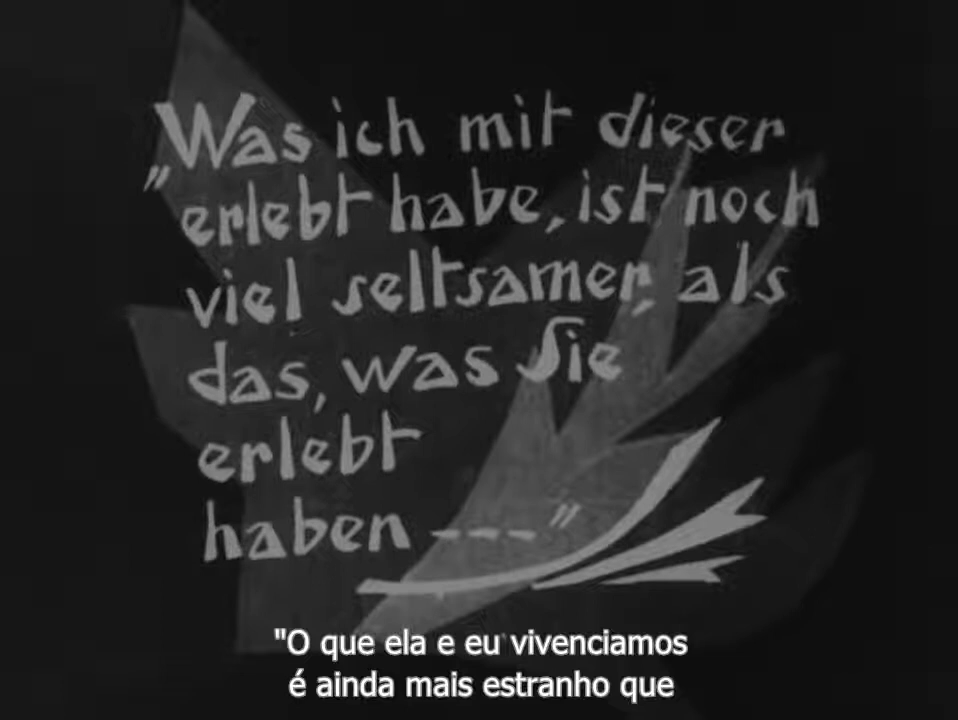 „Was ich mit dieser
erlebt habe, ist noch
viel seltsamer, als
das, was Sie
erlebt
haben ---"
"O que ela e eu vivenciamos
é ainda mais estranho que